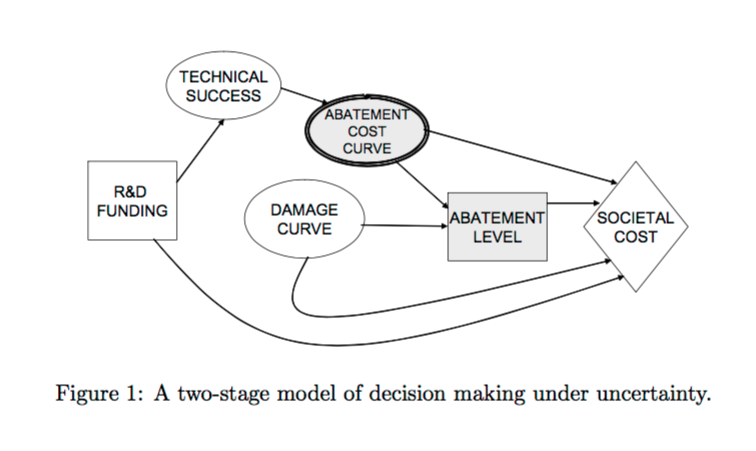 TECHNICAL
SUCCESS
ABATEMENT
COST
CURVE
R&D
FUNDING
DAMAGE
CURVE
ABATEMENT
LEVEL
SOCIETAL
COST
Figure 1: A two-stage model of decision making under uncertainty.